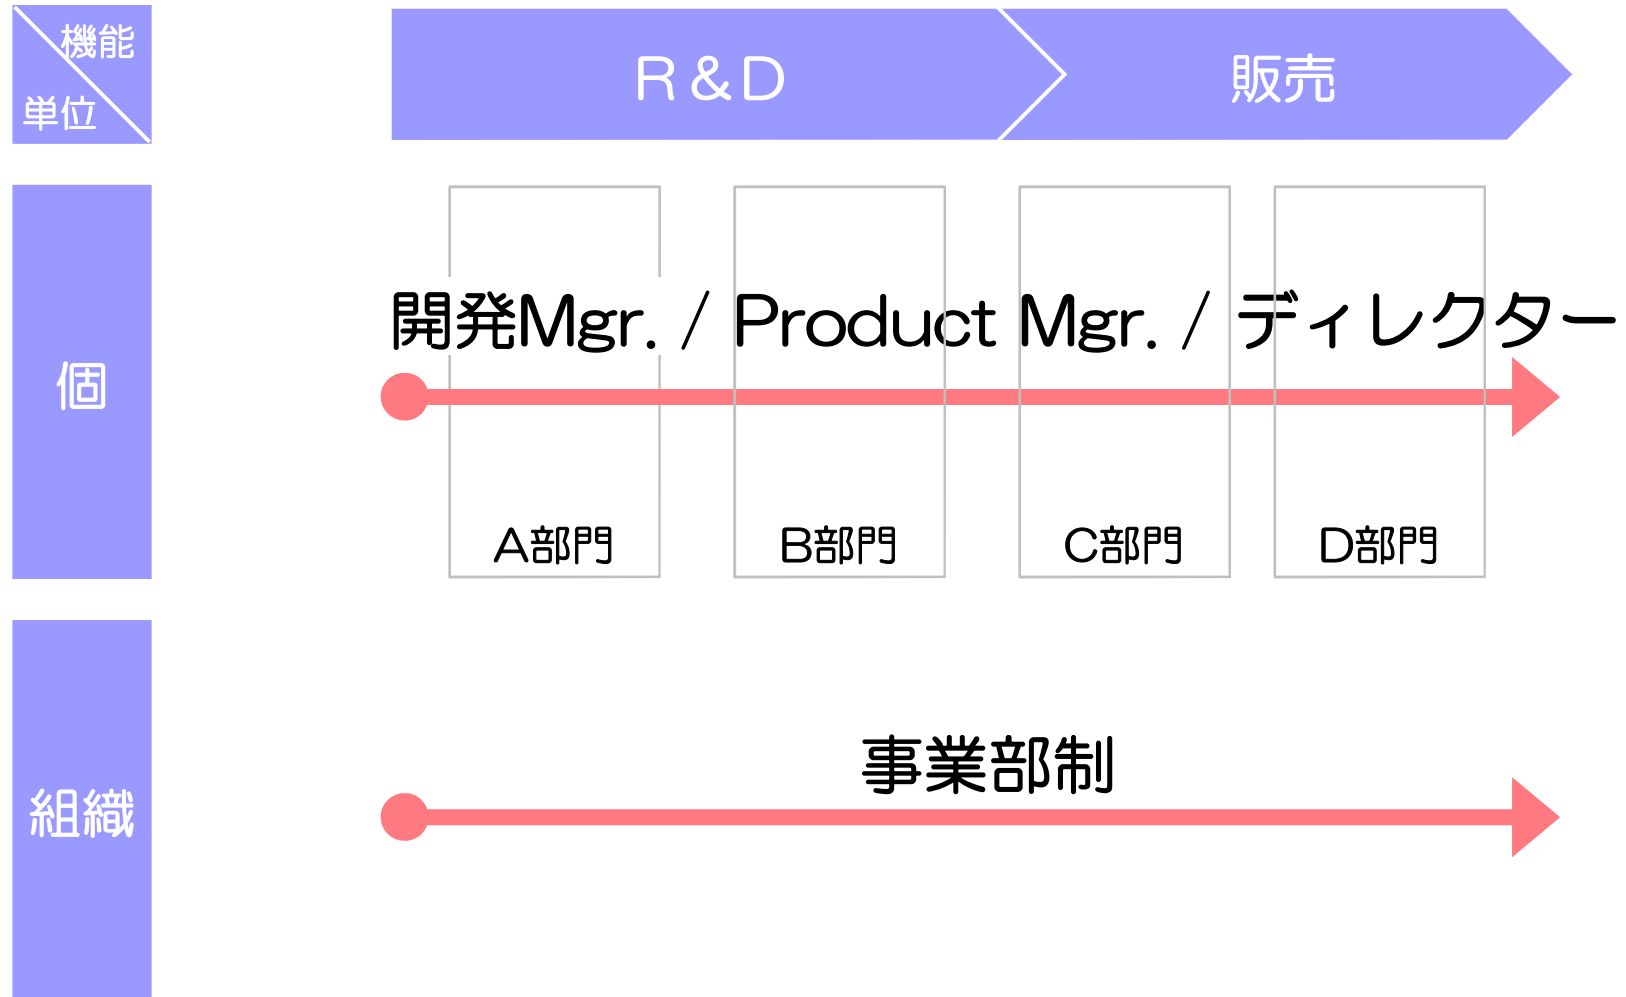 機能
単位
R&D
販売
個
開発Mgr. / Product Mgr. / ディレクター
A部門
B部門
C部門
D部門
組織
事業部制